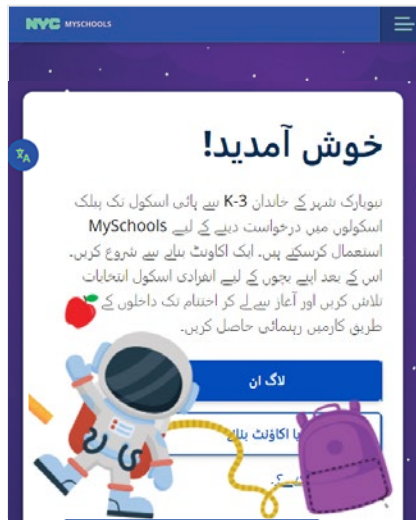 NYC MYSCHOOLS
خوش آمدید!
نیویارک شہر کے خاندان K-3 سے ہائی اسکول تک پبلک
اسکولوں میں درخواست دینے کے لیے MySchools
استعمال کرسکتے ہیں۔ ایک اکاونٹ بنانے سے شروع کریں۔
اس کے بعد اپنے بچوں کے لیے انفرادی اسکول انتخابات
تلاش کریں اور آغاز سے لے کر اختتام تک داخلوں کے
طریق کارمیں رہنمائی حاصل کریں۔
لاگ ان
اکاؤنٹ بنائے